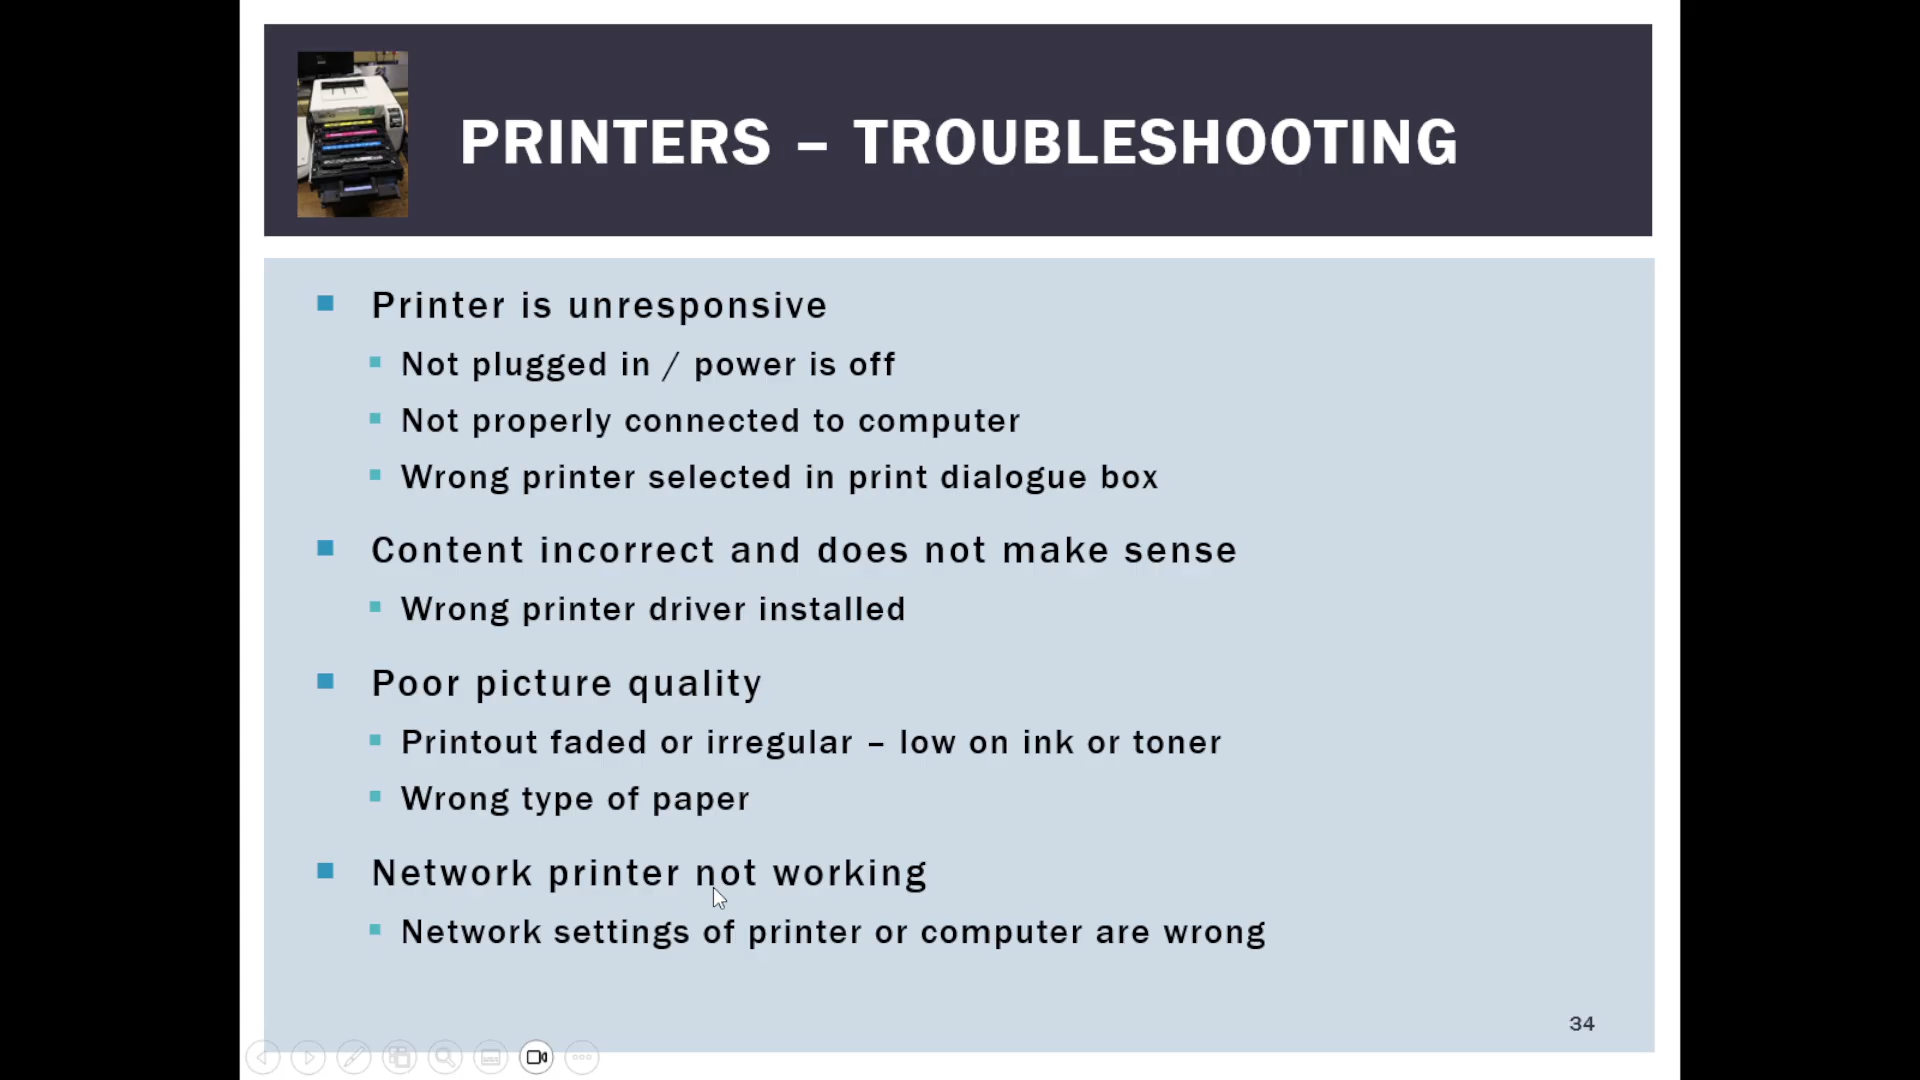 PRINTERS – TROUBLESHOOTING
Printer is unresponsive
Not plugged in / power is off
Not properly connected to computer
Wrong printer selected in print dialogue box
Content incorrect and does not make sense
Wrong printer driver installed
Poor picture quality
Printout faded or irregular – low on ink or toner
Wrong type of paper
Network printer not working
Network settings of printer or computer are wrong
34